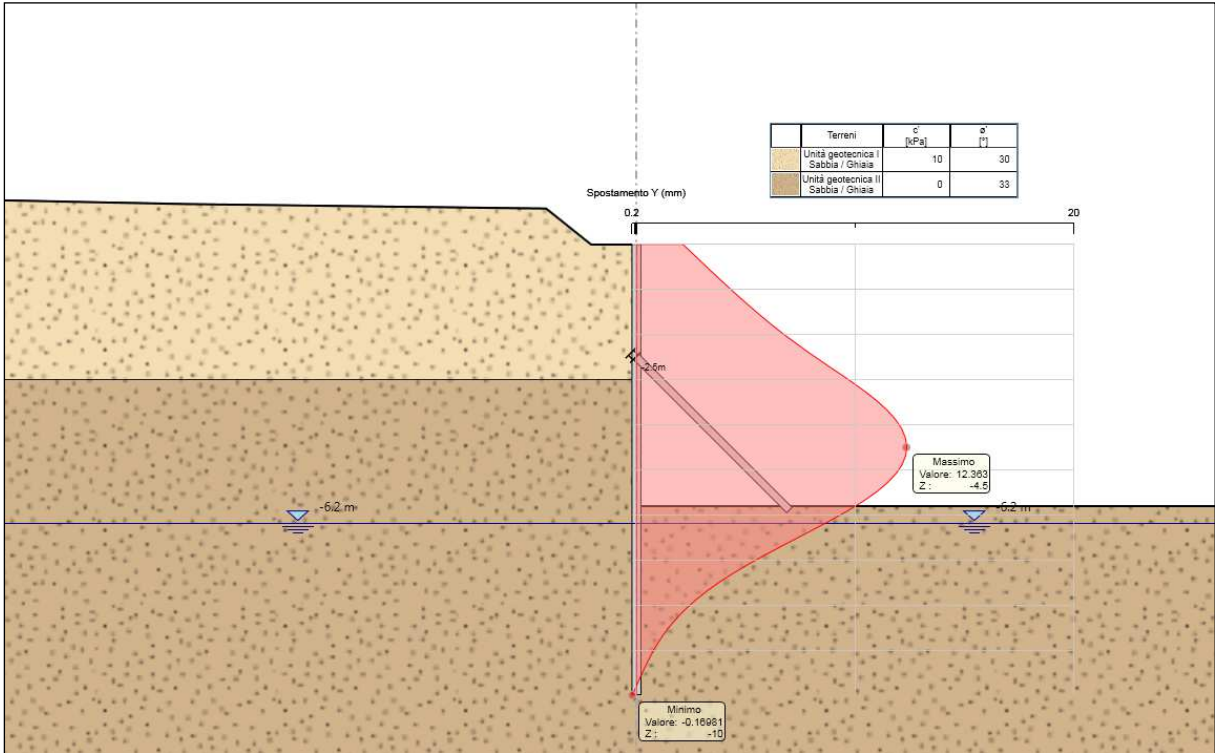 Terreni c' ø'
[kPa] [°]
Unità geotecnica I
Sabbia / Ghiaia 10 30
Unità geotecnica II
Sabbia / Ghiaia 0 33
Spostamento Y (mm)
0.2 20
-2.5m
Massimo
Valore: 12.363
Z : -4.5
-6.2 m
-6.2 m
Minimo
Valore: -0.16981
Z : -10